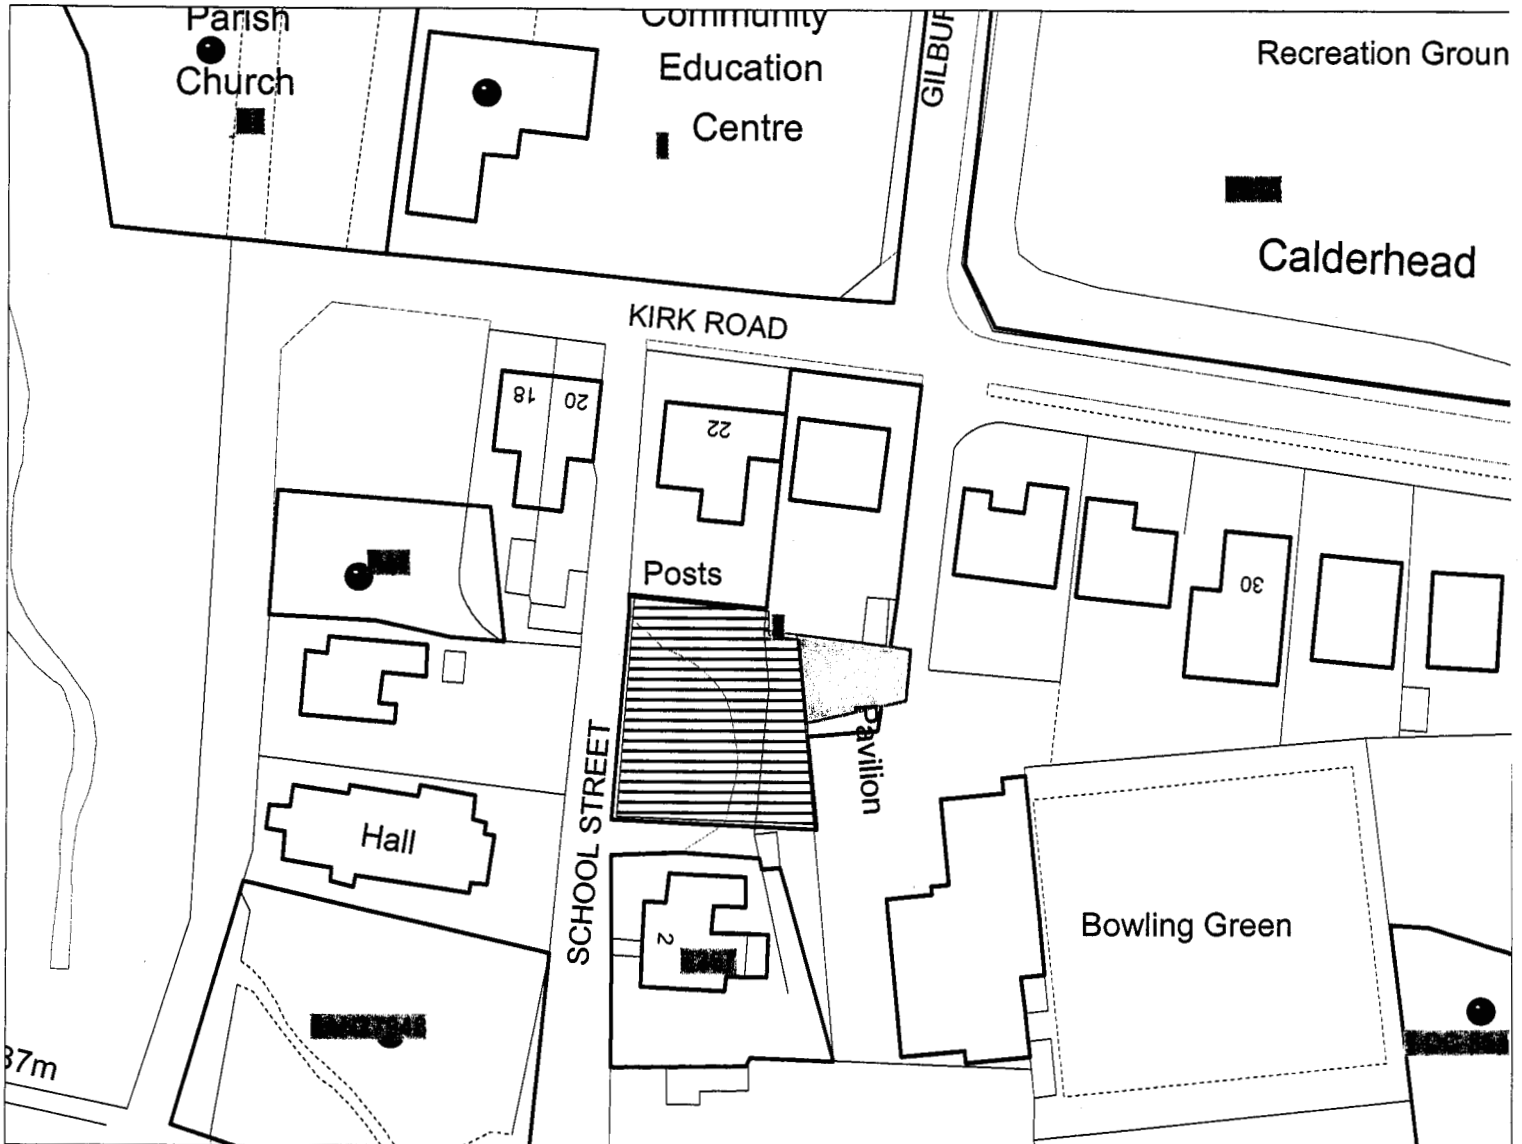 Parish
Church
Community
Education
Centre
GILBUR
Recreation Groun
Calderhead
KIRK ROAD
18
20
22
30
Posts
Pavilion
SCHOOL STREET
Hall
2
Bowling Green
37m